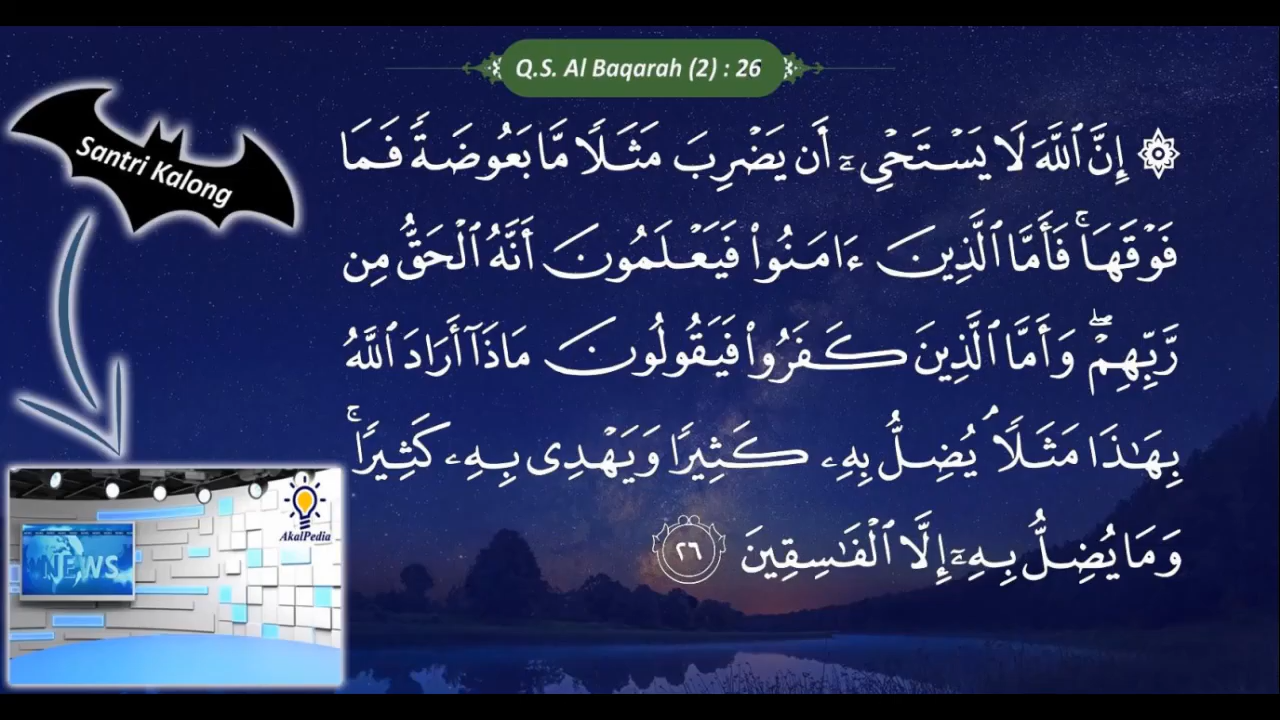 Q.S. Al Baqarah (2) : 26
Santri Kalong
۞ إِنَّ ٱللَّهَ لَا يَسْتَحْىِۦٓ أَن يَضْرِبَ مَثَلًا مَّا بَعُوضَةً فَمَا
فَوْقَهَا ۚ فَأَمَّا ٱلَّذِينَ ءَامَنُوا۟ فَيَعْلَمُونَ أَنَّهُ ٱلْحَقُّ مِن
رَّبِّهِمْ ۖ وَأَمَّا ٱلَّذِينَ كَفَرُوا۟ فَيَقُولُونَ مَاذَآ أَرَادَ ٱللَّهُ
بِهَٰذَا مَثَلًا ۘ يُضِلُّ بِهِۦ كَثِيرًا وَيَهْدِى بِهِۦ كَثِيرًا ۚ
وَمَا يُضِلُّ بِهِۦٓ إِلَّا ٱلْفَٰسِقِينَ ٢٦
AkalPedia
NEWS